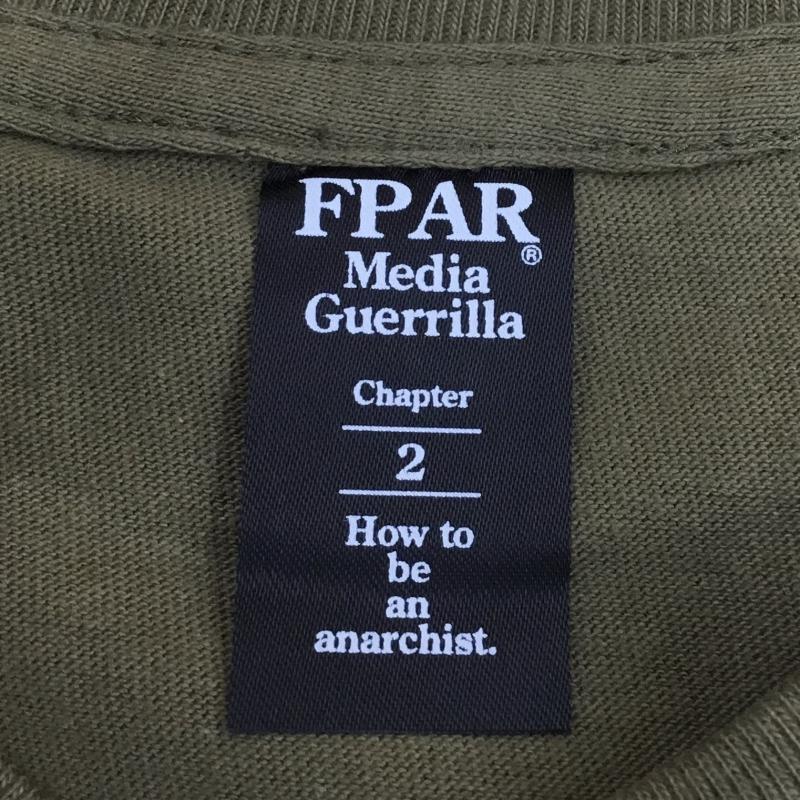 FPAR®
Media
Guerrilla
Chapter
2
How to
be
an
anarchist.